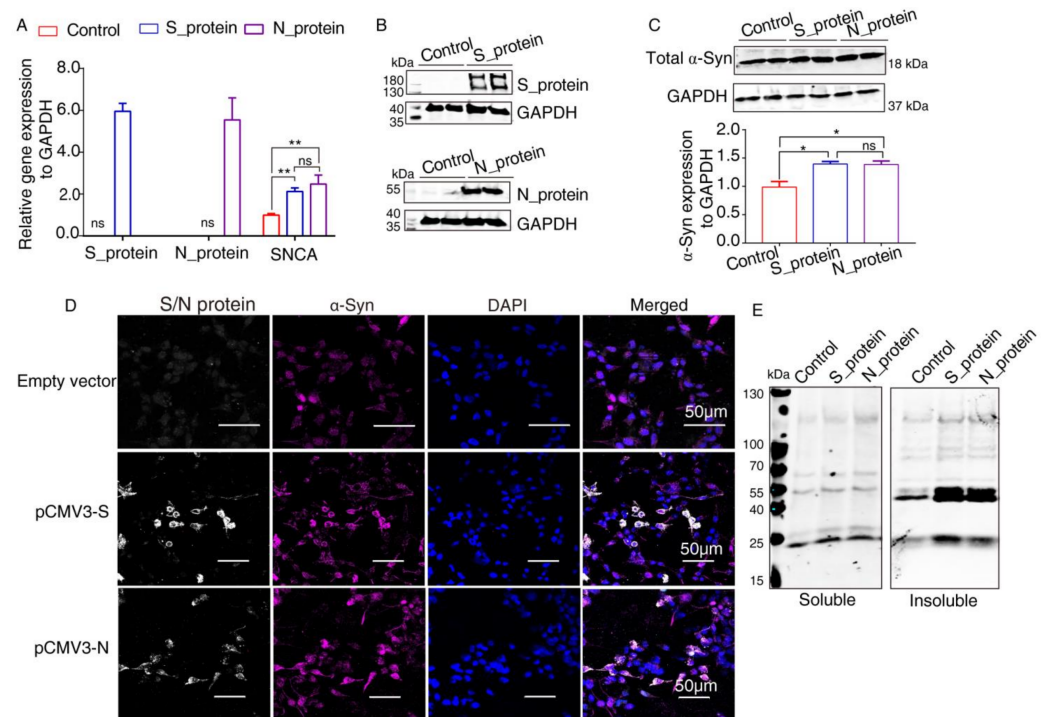 A
Control
S_protein
N_protein
Relative gene expression
to GAPDH
8.0
6.0
4.0
2.0
0.0
ns
ns
**
**
ns
S_protein
N_protein
SNCA
B
Control
S_protein
kDa
180
130
S_protein
40
35
GAPDH
Control
N_protein
55
N_protein
40
35
GAPDH
C
Control
S_protein
N_protein
Total α-Syn
18 kDa
GAPDH
37 kDa
α-Syn expression
to GAPDH
2.0
1.5
1.0
0.5
0.0
*
*
ns
Control
S_protein
N_protein
D
S/N protein
α-Syn
DAPI
Merged
Empty vector
50μm
pCMV3-S
50μm
pCMV3-N
50μm
E
kDa
Control
S_protein
N_protein
Control
S_protein
N_protein
130
100
70
55
40
25
15
Soluble
Insoluble